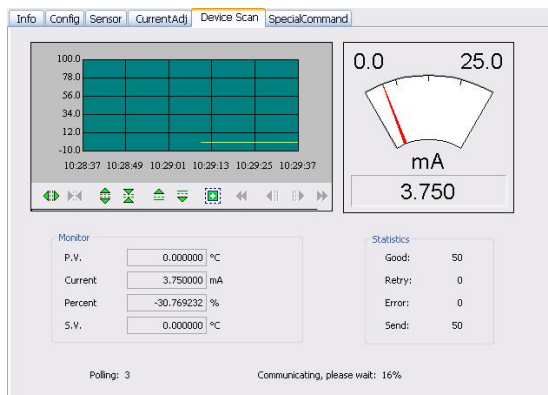 Info Config Sensor CurrentAdj Device Scan SpecialCommand
100.0
78.0
56.0
34.0
12.0
-10.0
10:28:37 10:28:49 10:29:01 10:29:13 10:29:25 10:29:37
0.0 25.0
mA
3.750
Monitor
P.V. 0.000000 °C
Current 3.750000 mA
Percent -30.769232 %
S.V. 0.000000 °C
Statistics
Good: 50
Retry: 0
Error: 0
Send: 50
Polling: 3 Communicating, please wait: 16%